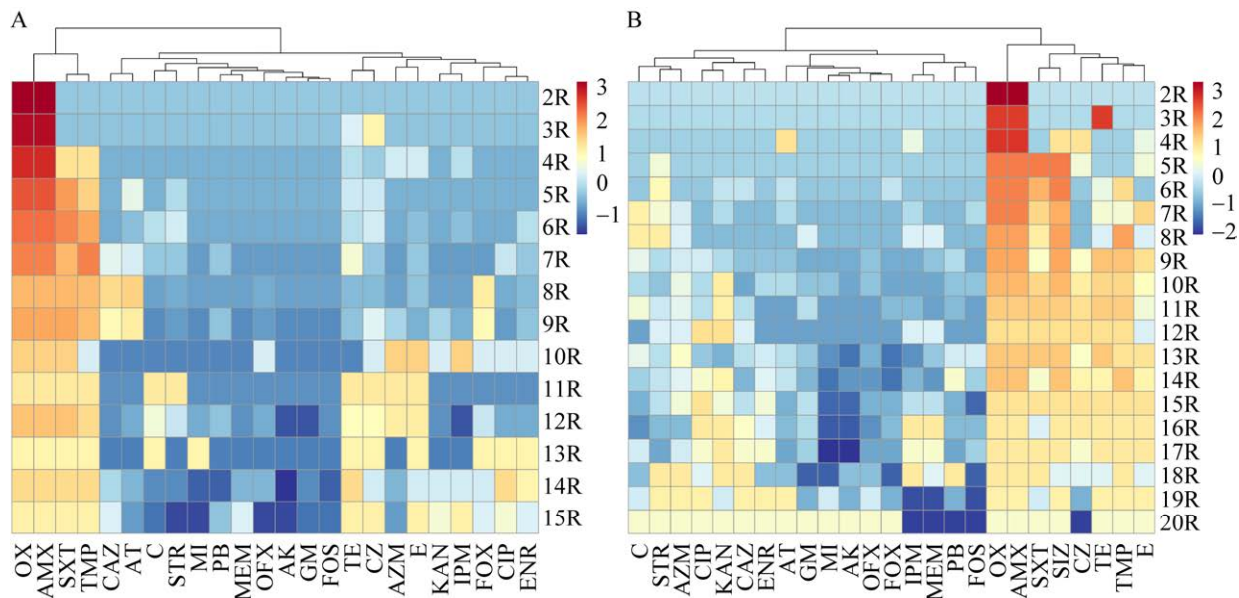 A
B
3
2
1
0
−1
2R
3R
4R
5R
6R
7R
8R
9R
10R
11R
12R
13R
14R
15R
OX
AMX
SXT
TMP
CAZ
AT
C
STR
MI
PB
MEM
OFX
AK
GM
FOS
TE
CZ
AZM
E
KAN
IPM
FOX
CIP
ENR
3
2
1
0
−1
−2
2R
3R
4R
5R
6R
7R
8R
9R
10R
11R
12R
13R
14R
15R
16R
17R
18R
19R
20R
C
STR
AZM
CIP
KAN
CAZ
ENR
AT
GM
MI
AK
OFX
FOX
IPM
MEM
PB
FOS
OX
AMX
SXT
SIZ
CZ
TE
TMP
E